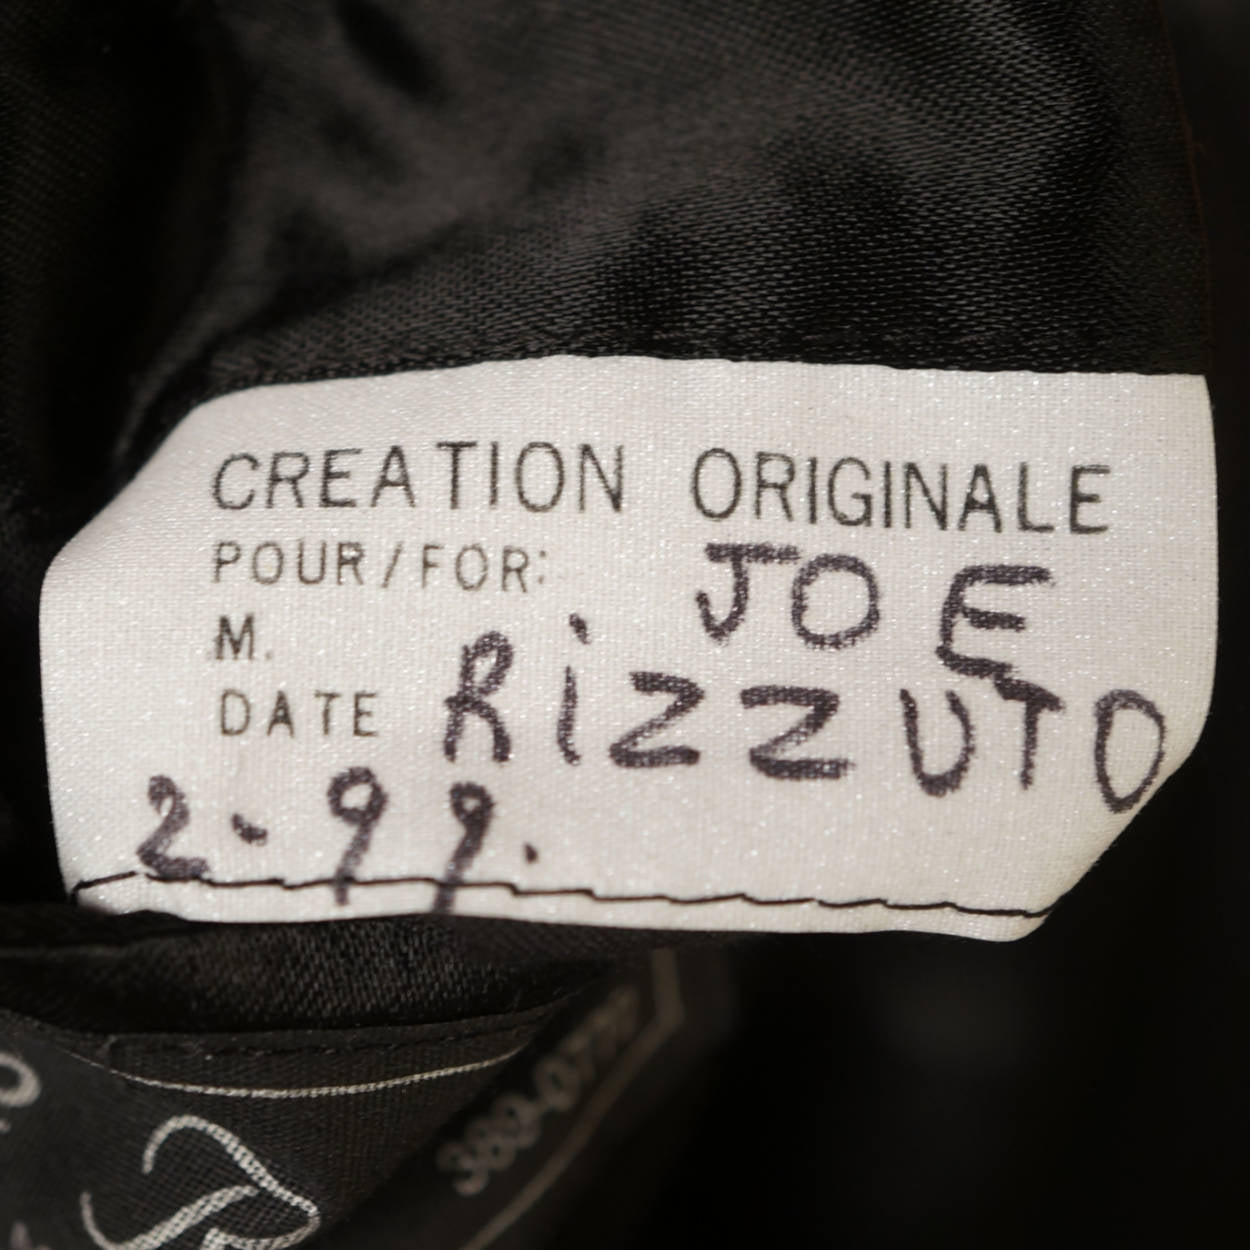 CREATION ORIGINALE
POUR/FOR: JOE
M. RiZZUTO
DATE
2-99.